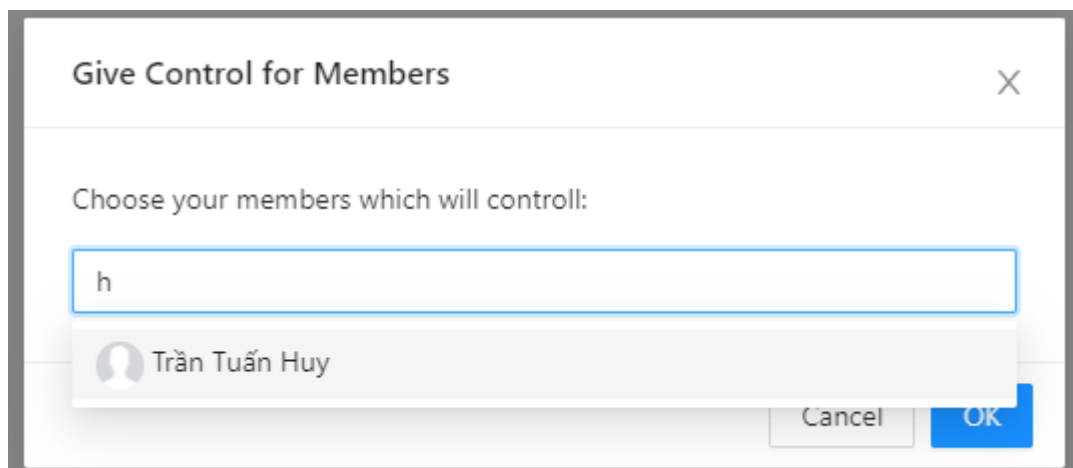 Give Control for Members
X
Choose your members which will controll:
h
Trần Tuấn Huy
Cancel
OK